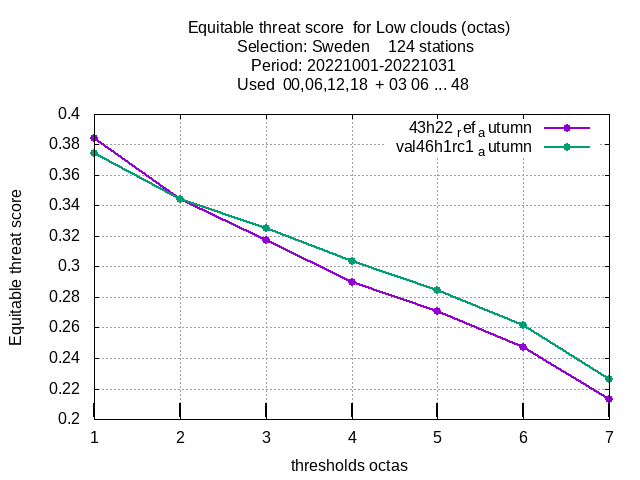 Equitable threat score for Low clouds (octas)
Selection: Sweden 124 stations
Period: 20221001-20221031
Used 00,06,12,18 + 03 06 ... 48
43h22 ref autumn
val46h1rc1 autumn
Equitable threat score
0.4
0.38
0.36
0.34
0.32
0.3
0.28
0.26
0.24
0.22
0.2
1 2 3 4 5 6 7
thresholds octas